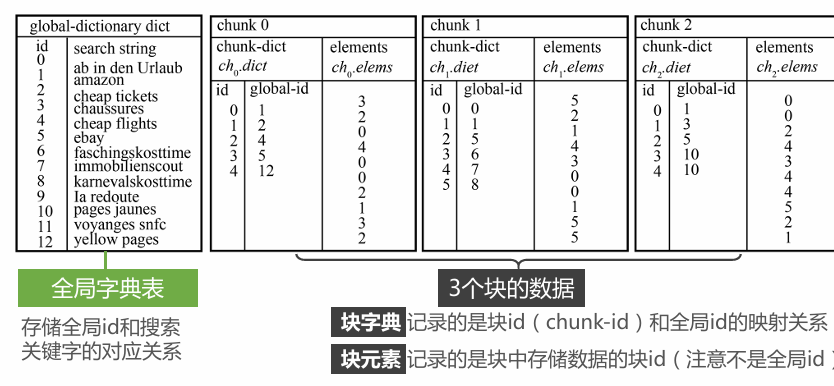 global-dictionary dict
id search string
0 ab in den Urlaub
1 amazon
2 cheap tickets
3 chaussures
4 cheap flights
5 ebay
6 faschingskosttime
7 immobilienscout
8 karnevalskosttime
9 Ia redoute
10 pages jaunes
11 voyanges snfc
12 yellow pages
chunk 0
chunk-dict elements
ch0.dict ch0.elems
id global-id
0 1
1 2
2 4
3 5
4 12
3
2
0
4
0
0
2
1
3
2
chunk 1
chunk-dict elements
ch1.diet ch1.elems
id global-id
0 0
1 1
2 5
3 6
4 7
5 8
5
2
1
4
3
0
0
1
5
5
chunk 2
chunk-dict elements
ch2.diet ch2.elems
id global-id
0 1
1 3
2 5
3 10
4 10
0
0
2
4
3
4
4
5
2
1
全局字典表
存储全局id和搜索
关键字的对应关系
3个块的数据
块字典 记录的是块id（chunk-id）和全局id的映射关系
块元素 记录的是块中存储数据的块id（注意不是全局id）